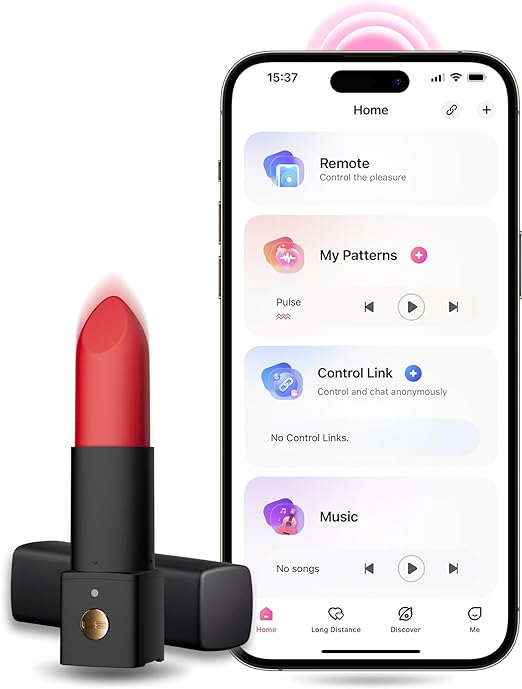 15:37
Home
Remote
Control the pleasure
My Patterns
Pulse
Control Link
Control and chat anonymously
No Control Links.
Music
No songs
Home
Long Distance
Discover
Me